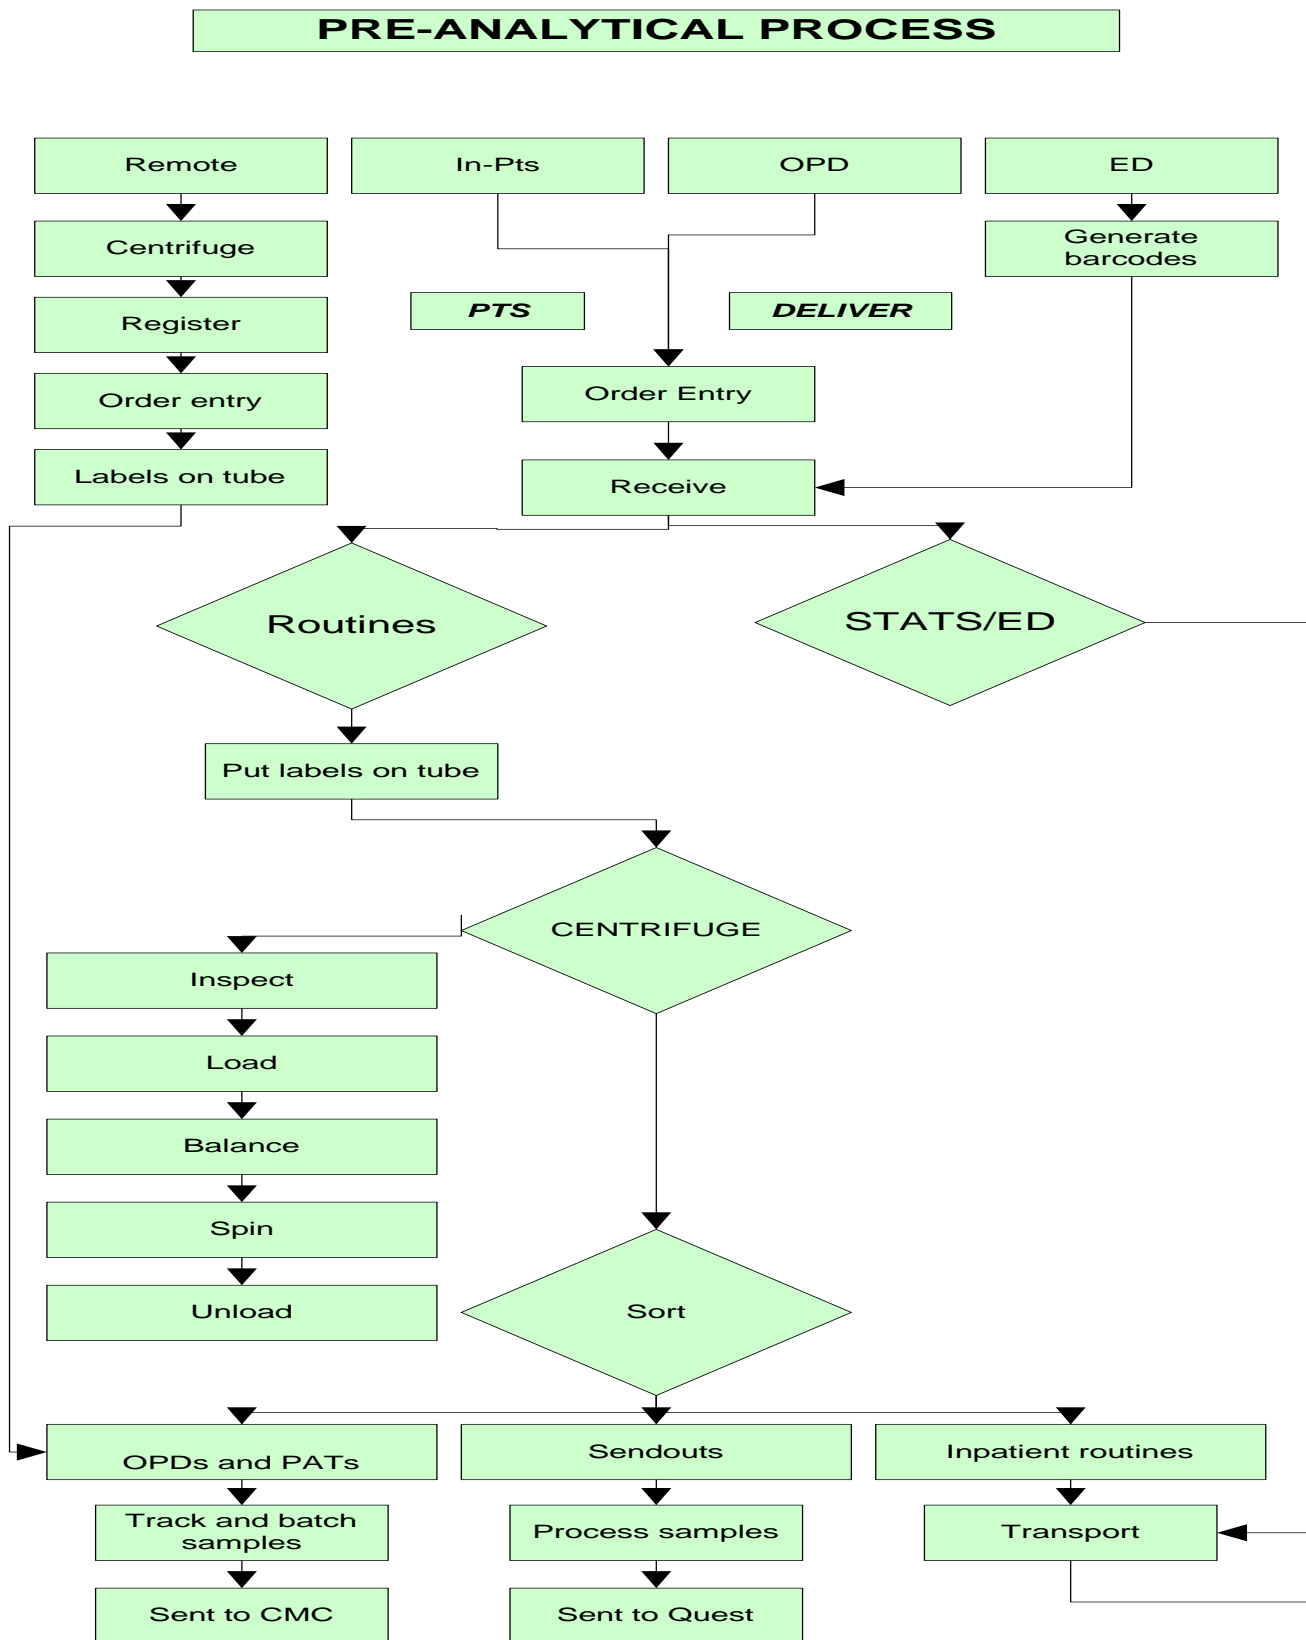 PRE-ANALYTICAL PROCESS
Remote
In-Pts
OPD
ED
Centrifuge
Generate
barcodes
Register
PTS
DELIVER
Order entry
Order Entry
Labels on tube
Receive
Routines
STATS/ED
Put labels on tube
CENTRIFUGE
Inspect
Load
Balance
Spin
Unload
Sort
OPDs and PATs
Sendouts
Inpatient routines
Track and batch
samples
Process samples
Transport
Sent to CMC
Sent to Quest